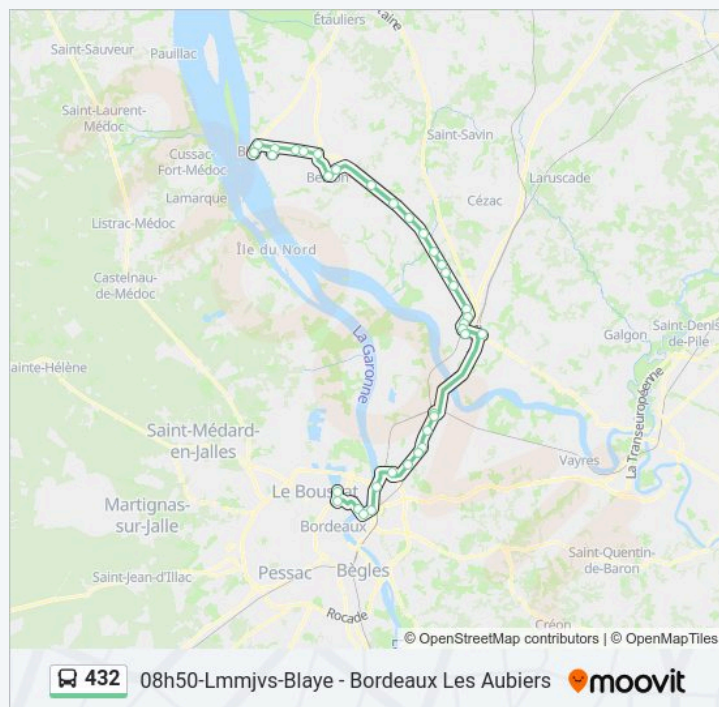 Étauliers
Saint-Sauveur
Pauillac
Saint-Laurent-
Médoc
Saint-Savin
Cussac-
Fort-Médoc
Laruscade
Lamarque
Cézac
Listrac-Médoc
Île du Nord
Castelnau-
de-Médoc
La Garonne
Galgon
Saint-Denis
de-Pile
La Transeuropéenne
Saint-Médard
en-Jalles
Vayres
Martignas
sur-Jalle
Le Bouscat
Bordeaux
Saint-Quentin
de-Baron
Saint-Jean-d'Illac
Pessac
Bègles
Rocade
Créon
© OpenStreetMap contributors | © OpenMapTiles
432
08h50-Lmmjvs-Blaye - Bordeaux Les Aubiers
moovit